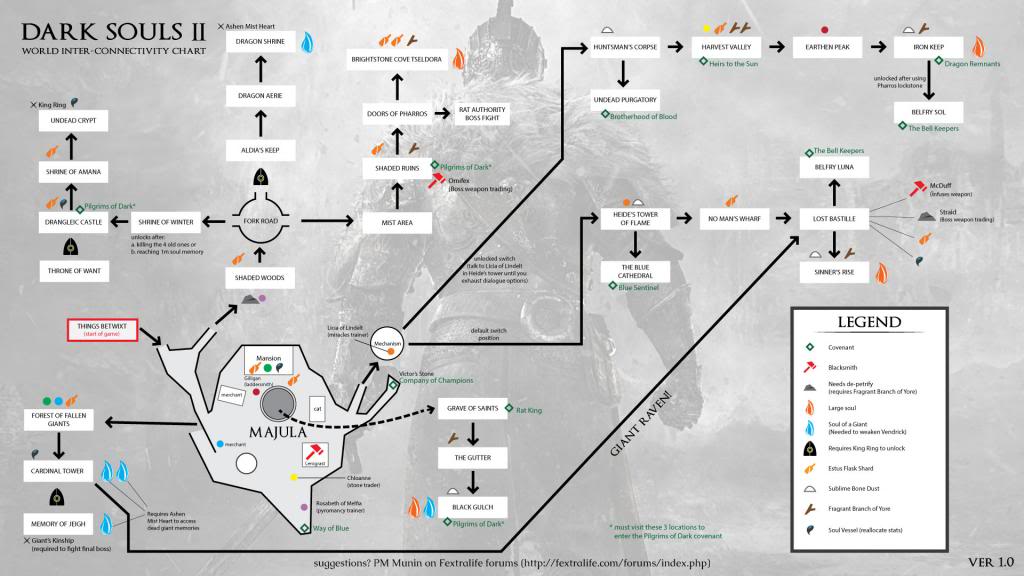 DARK SOULS II
WORLD INTER-CONNECTIVITY CHART
Ashen Mist Heart
DRAGON SHRINE
DRAGON AERIE
ALDIA'S KEEP
FORK ROAD
SHADED WOODS
King Ring
UNDEAD CRYPT
SHRINE OF AMANA
Pilgrims of Dark*
DRANGLEIC CASTLE
SHRINE OF WINTER
unlocks after:
a. killing the 4 old ones or
b. reaching 1m soul memory
THRONE OF WANT
BRIGHTSTONE COVE TSELDORA
DOORS OF PHAROS
RAT AUTHORITY
BOSS FIGHT
SHADED RUINS
Pilgrims of Dark*
Ornifex
(Boss weapon trading)
MIST AREA
HUNTSMAN'S CORPSE
HARVEST VALLEY
Heirs to the Sun
EARTHEN PEAK
IRON KEEP
Dragon Remnants
UNDEAD PURGATORY
Brotherhood of Blood
unlocked after using
Pharros lockstone
BELFRY SOL
The Bell Keepers
The Bell Keepers
BELFRY LUNA
HEIDE'S TOWER
OF FLAME
NO MAN'S WHARF
LOST BASTILLE
McDuff
(Infuses weapon)
Straid
(Boss weapon trading)
THE BLUE
CATHEDRAL
Blue Sentinel
SINNER'S RISE
unlocked switch
(talk to Licia of Lindelt
in Heide's tower until you
exhaust dialogue options)
default switch
position
THINGS BETWIXT
(start of game)
Licia of Lindelt
(miracles trainer)
Mechanism
Victor's Stone
Company of Champions
Mansion
Gilligan
(laddersmith)
merchant
cat
MAJULA
merchant
Lenigrast
Chloanne
(stone trader)
Rosabeth of Melfia
(pyromancy trainer)
Way of Blue
FOREST OF FALLEN
GIANTS
CARDINAL TOWER
MEMORY OF JEIGH
Giant's Kinship
(required to fight final boss)
Requires Ashen
Mist Heart to access
dead giant memories
GRAVE OF SAINTS
Rat King
THE GUTTER
BLACK GULCH
Pilgrims of Dark*
GIANT RAVEN!
* must visit these 3 locations to
enter the Pilgrims of Dark covenant
LEGEND
Covenant
Blacksmith
Needs de-petrify
(requires Fragrant Branch of Yore)
Large soul
Soul of a Giant
(Needed to weaken Vendrick)
Requires King Ring to unlock
Estus Flask Shard
Sublime Bone Dust
Fragrant Branch of Yore
Soul Vessel (reallocate stats)
suggestions? PM Munin on Fextralife forums (http://fextralife.com/forums/index.php)
VER 1.0